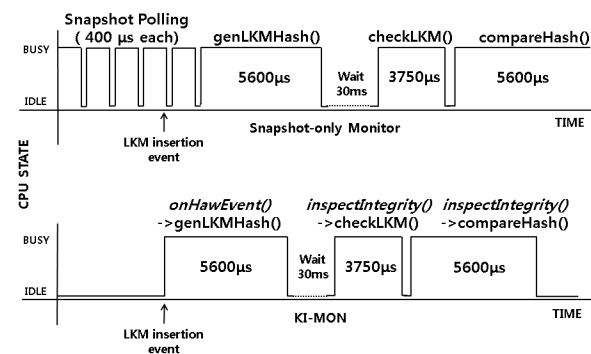 Snapshot Polling
( 400 μs each)
genLKMHash()
checkLKM()
compareHash()
BUSY
5600μs
Wait
30ms
3750μs
5600μs
IDLE
LKM insertion
event
Snapshot-only Monitor
TIME
CPU STATE
onHawEvent()
->genLKMHash()
inspectIntegrity()
->checkLKM()
inspectIntegrity()
->compareHash()
BUSY
5600μs
Wait
30ms
3750μs
5600μs
IDLE
LKM insertion
event
KI-MON
TIME